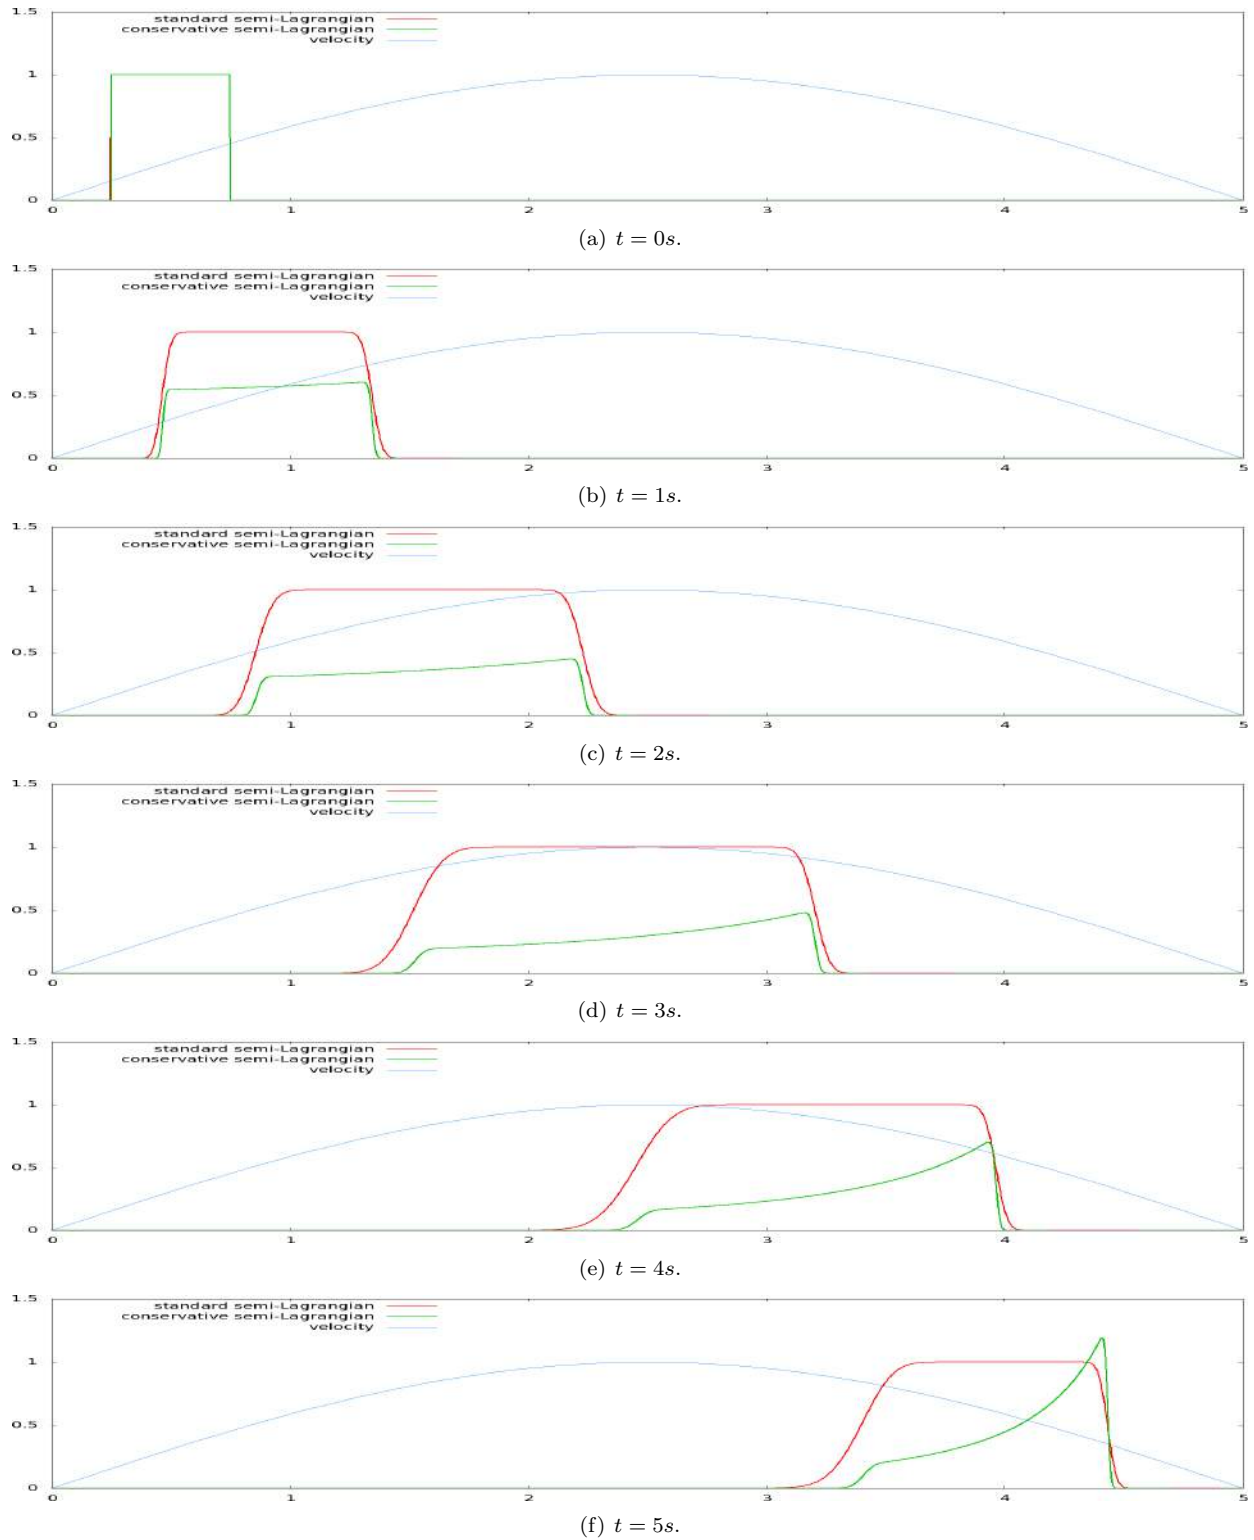 1.5
standard semi-Lagrangian
conservative semi-Lagrangian
velocity
1
0.5
0
0 1 2 3 4 5
(a) t = 0s.
1.5
standard semi-Lagrangian
conservative semi-Lagrangian
velocity
1
0.5
0
0 1 2 3 4 5
(b) t = 1s.
1.5
standard semi-Lagrangian
conservative semi-Lagrangian
velocity
1
0.5
0
0 1 2 3 4 5
(c) t = 2s.
1.5
standard semi-Lagrangian
conservative semi-Lagrangian
velocity
1
0.5
0
0 1 2 3 4 5
(d) t = 3s.
1.5
standard semi-Lagrangian
conservative semi-Lagrangian
velocity
1
0.5
0
0 1 2 3 4 5
(e) t = 4s.
1.5
standard semi-Lagrangian
conservative semi-Lagrangian
velocity
1
0.5
0
0 1 2 3 4 5
(f) t = 5s.